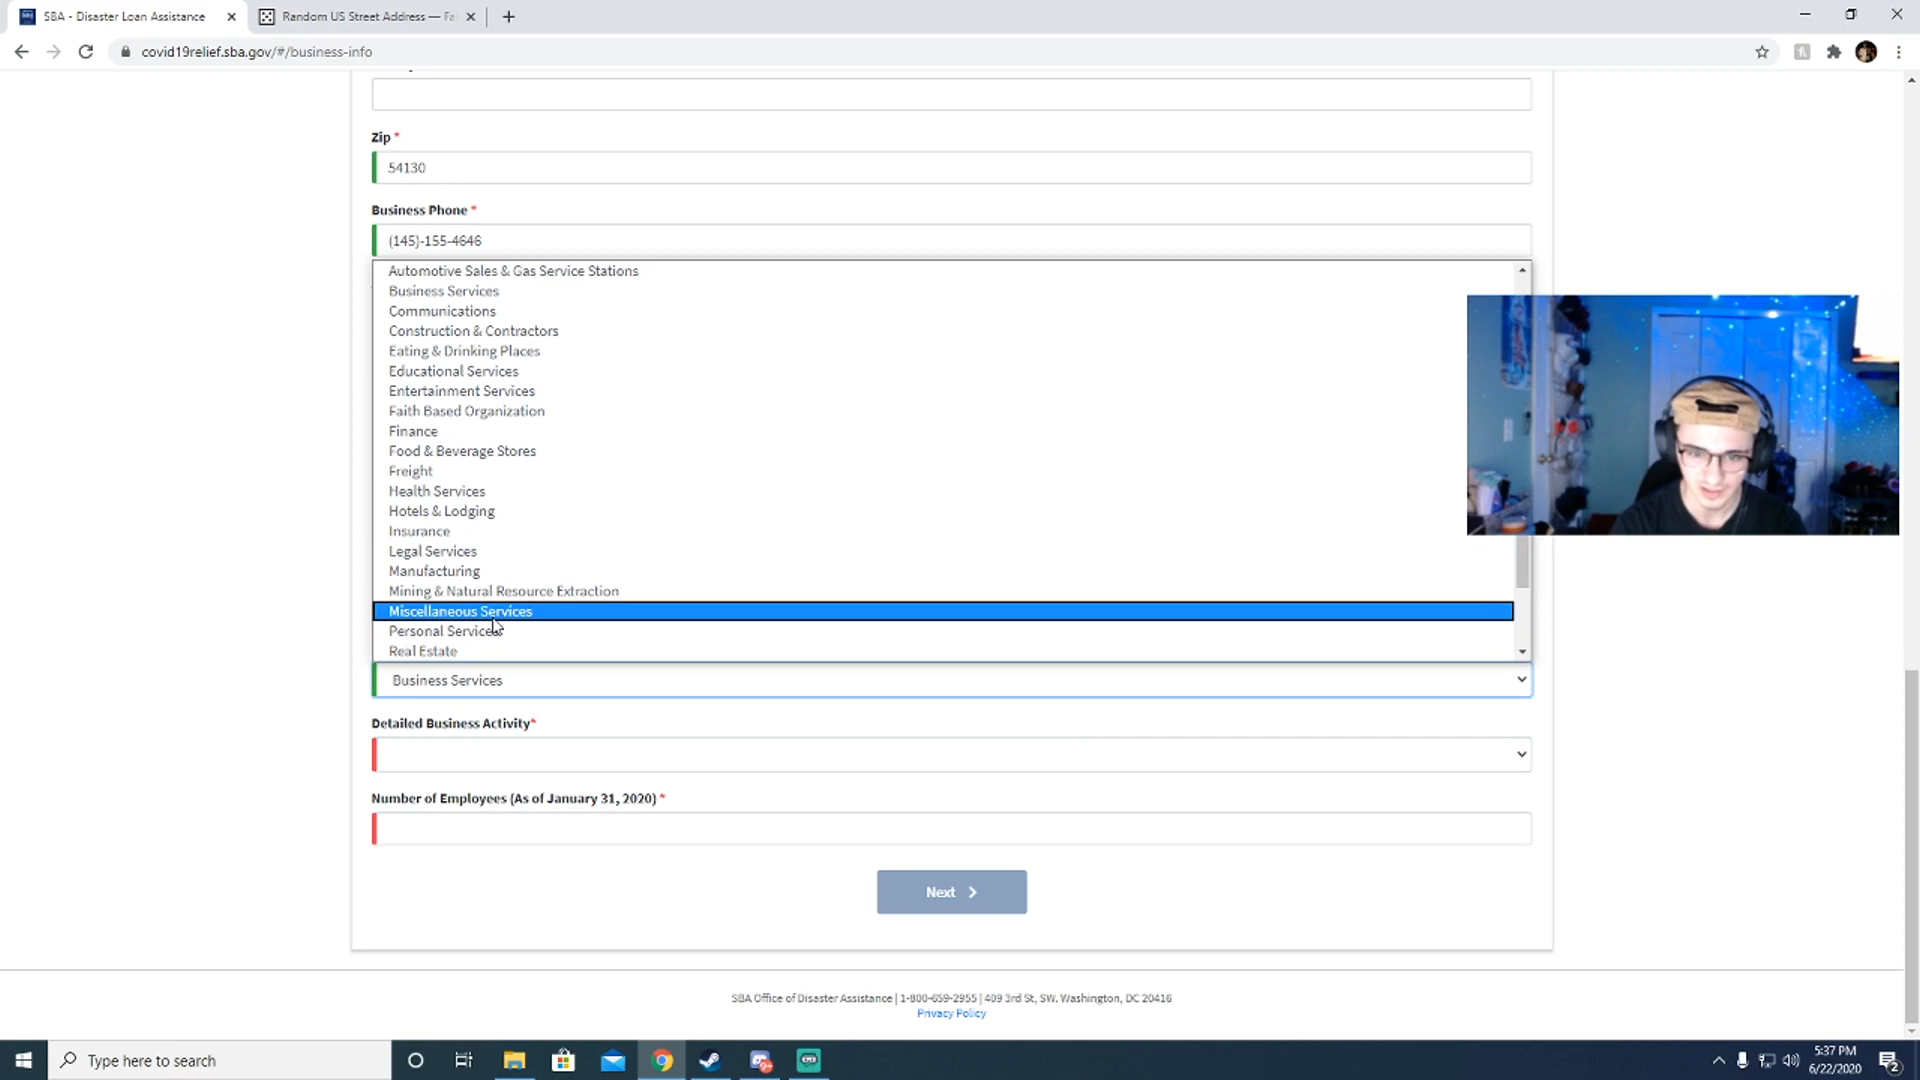 SBA - Disaster Loan Assistance
Random US Street Address — Fa
covid19relief.sba.gov/#/business-info
Zip *
54130
Business Phone *
(145)-155-4646
Automotive Sales & Gas Service Stations
Business Services
Communications
Construction & Contractors
Eating & Drinking Places
Educational Services
Entertainment Services
Faith Based Organization
Finance
Food & Beverage Stores
Freight
Health Services
Hotels & Lodging
Insurance
Legal Services
Manufacturing
Mining & Natural Resource Extraction
Miscellaneous Services
Personal Services
Real Estate
Business Services
Detailed Business Activity*
Number of Employees (As of January 31, 2020) *
Next
SBA Office of Disaster Assistance | 1-800-659-2955 | 409 3rd St, SW. Washington, DC 20416
Privacy Policy
Type here to search
5:37 PM
6/22/2020
2